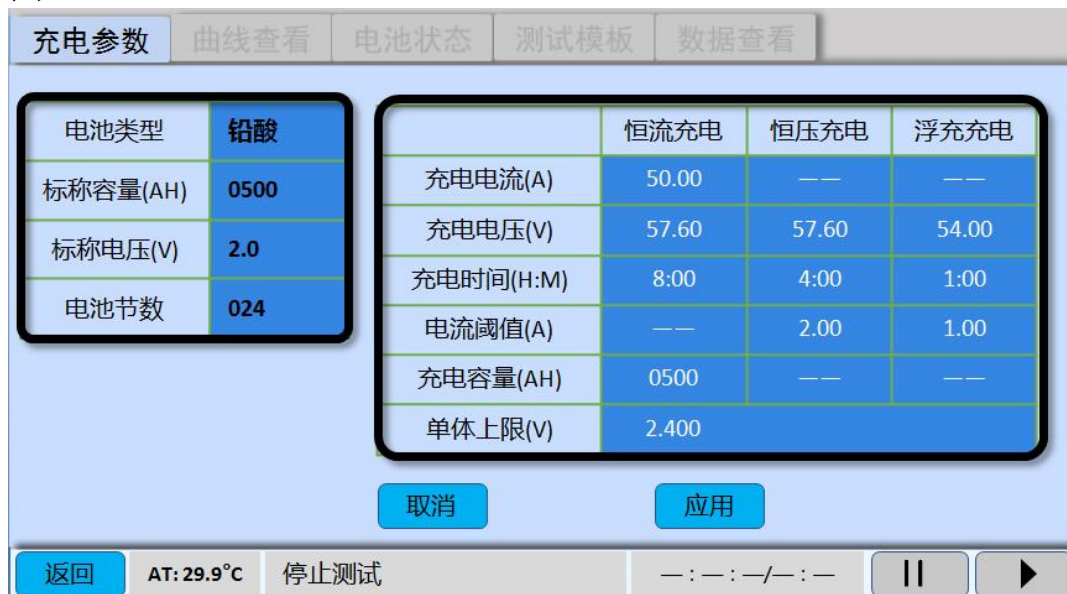 充电参数 曲线查看 电池状态 测试模板 数据查看
电池类型 铅酸
标称容量(AH) 0500
标称电压(V) 2.0
电池节数 024
恒流充电 恒压充电 浮充充电
充电电流(A) 50.00 —— ——
充电电压(V) 57.60 57.60 54.00
充电时间(H:M) 8:00 4:00 1:00
电流阈值(A) —— 2.00 1.00
充电容量(AH) 0500 —— ——
单体上限(V) 2.400
取消 应用
返回 AT: 29.9°C 停止测试 —:—:—/—:—